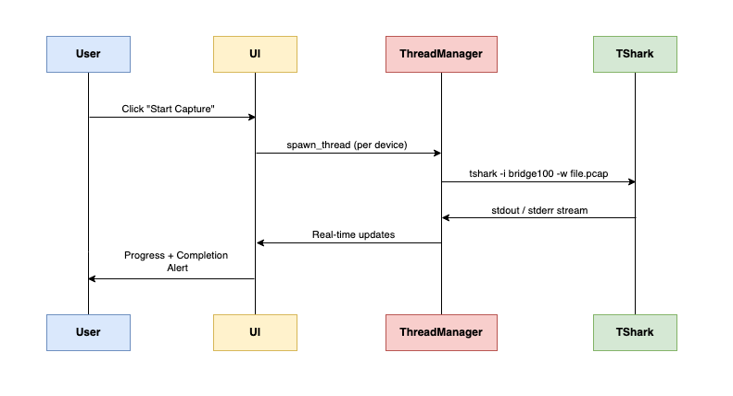 User
UI
ThreadManager
TShark
Click "Start Capture"
spawn_thread (per device)
tshark -i bridge100 -w file.pcap
stdout / stderr stream
Real-time updates
Progress + Completion
Alert
User
UI
ThreadManager
TShark